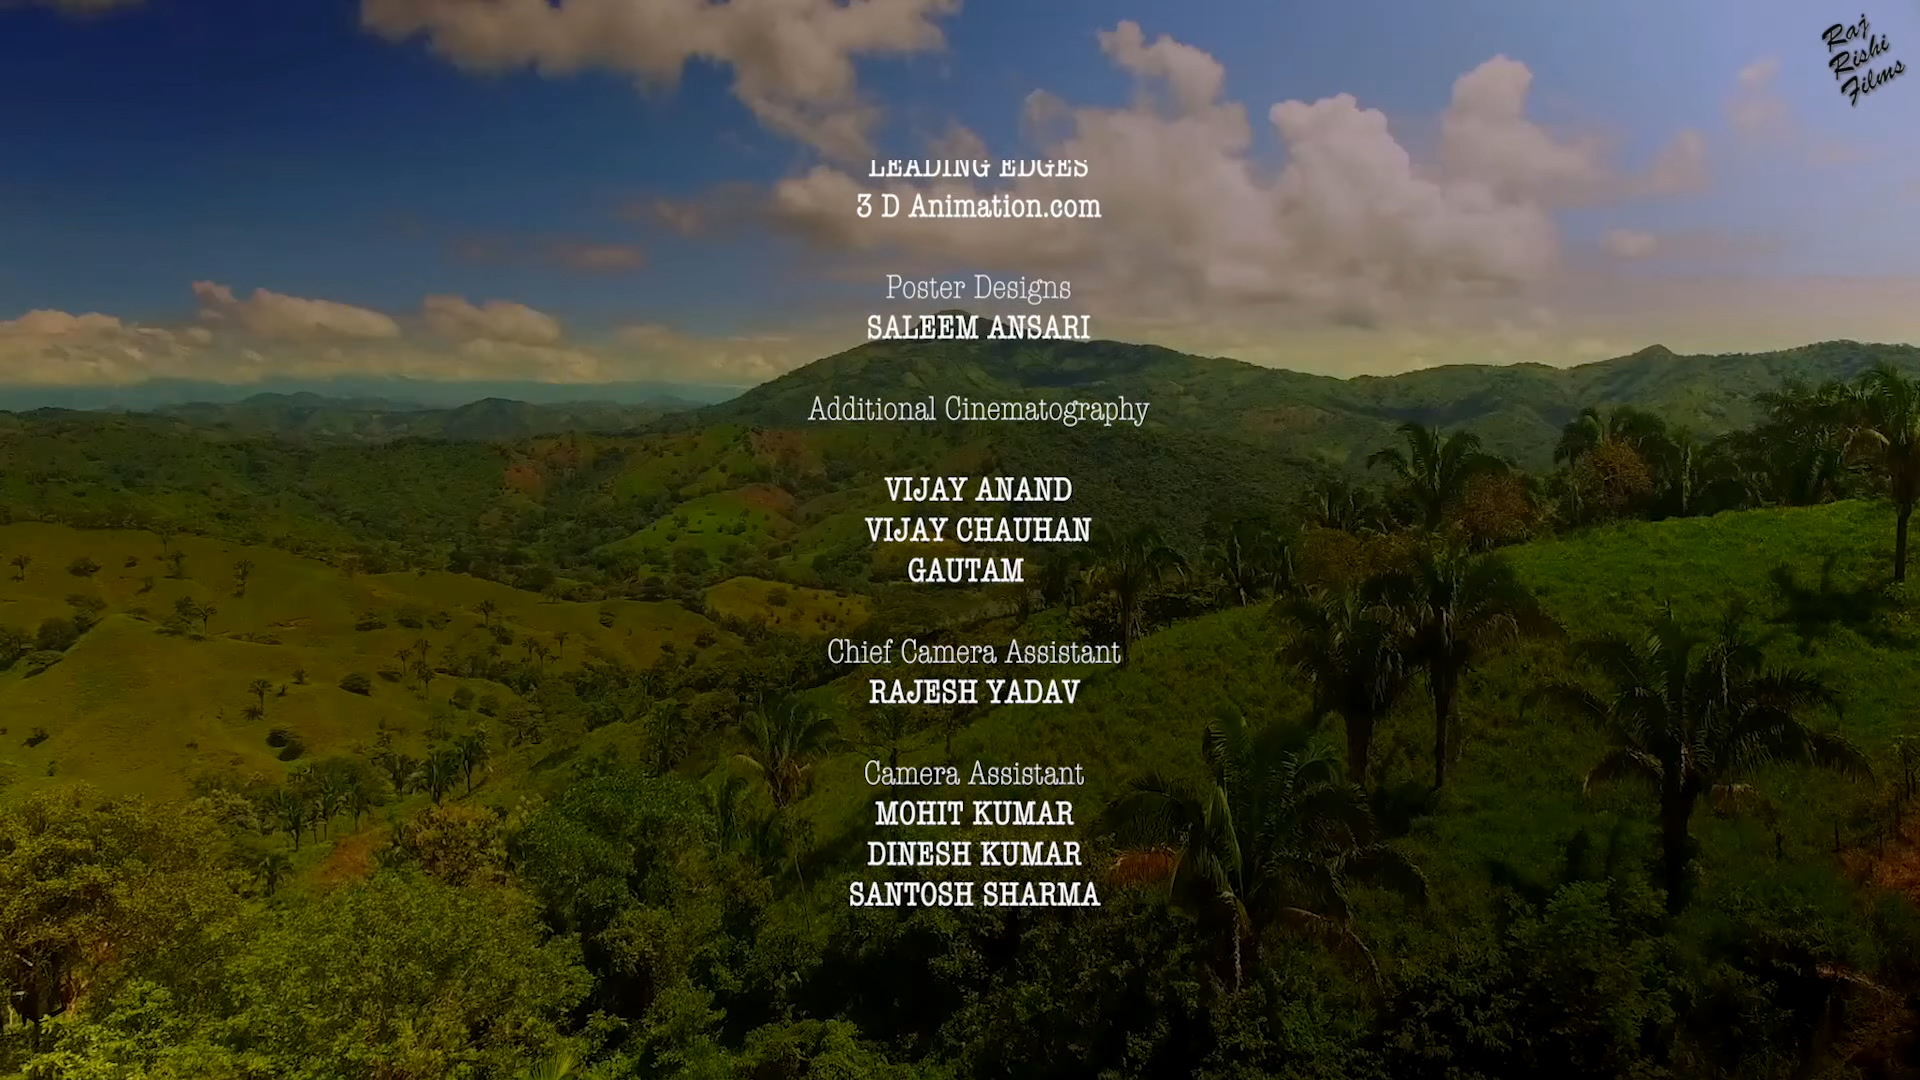 Raj
Rishi
Films
LEADING EDGES
3 D Animation.com
Poster Designs
SALEEM ANSARI
Additional Cinematography
VIJAY ANAND
VIJAY CHAUHAN
GAUTAM
Chief Camera Assistant
RAJESH YADAV
Camera Assistant
MOHIT KUMAR
DINESH KUMAR
SANTOSH SHARMA